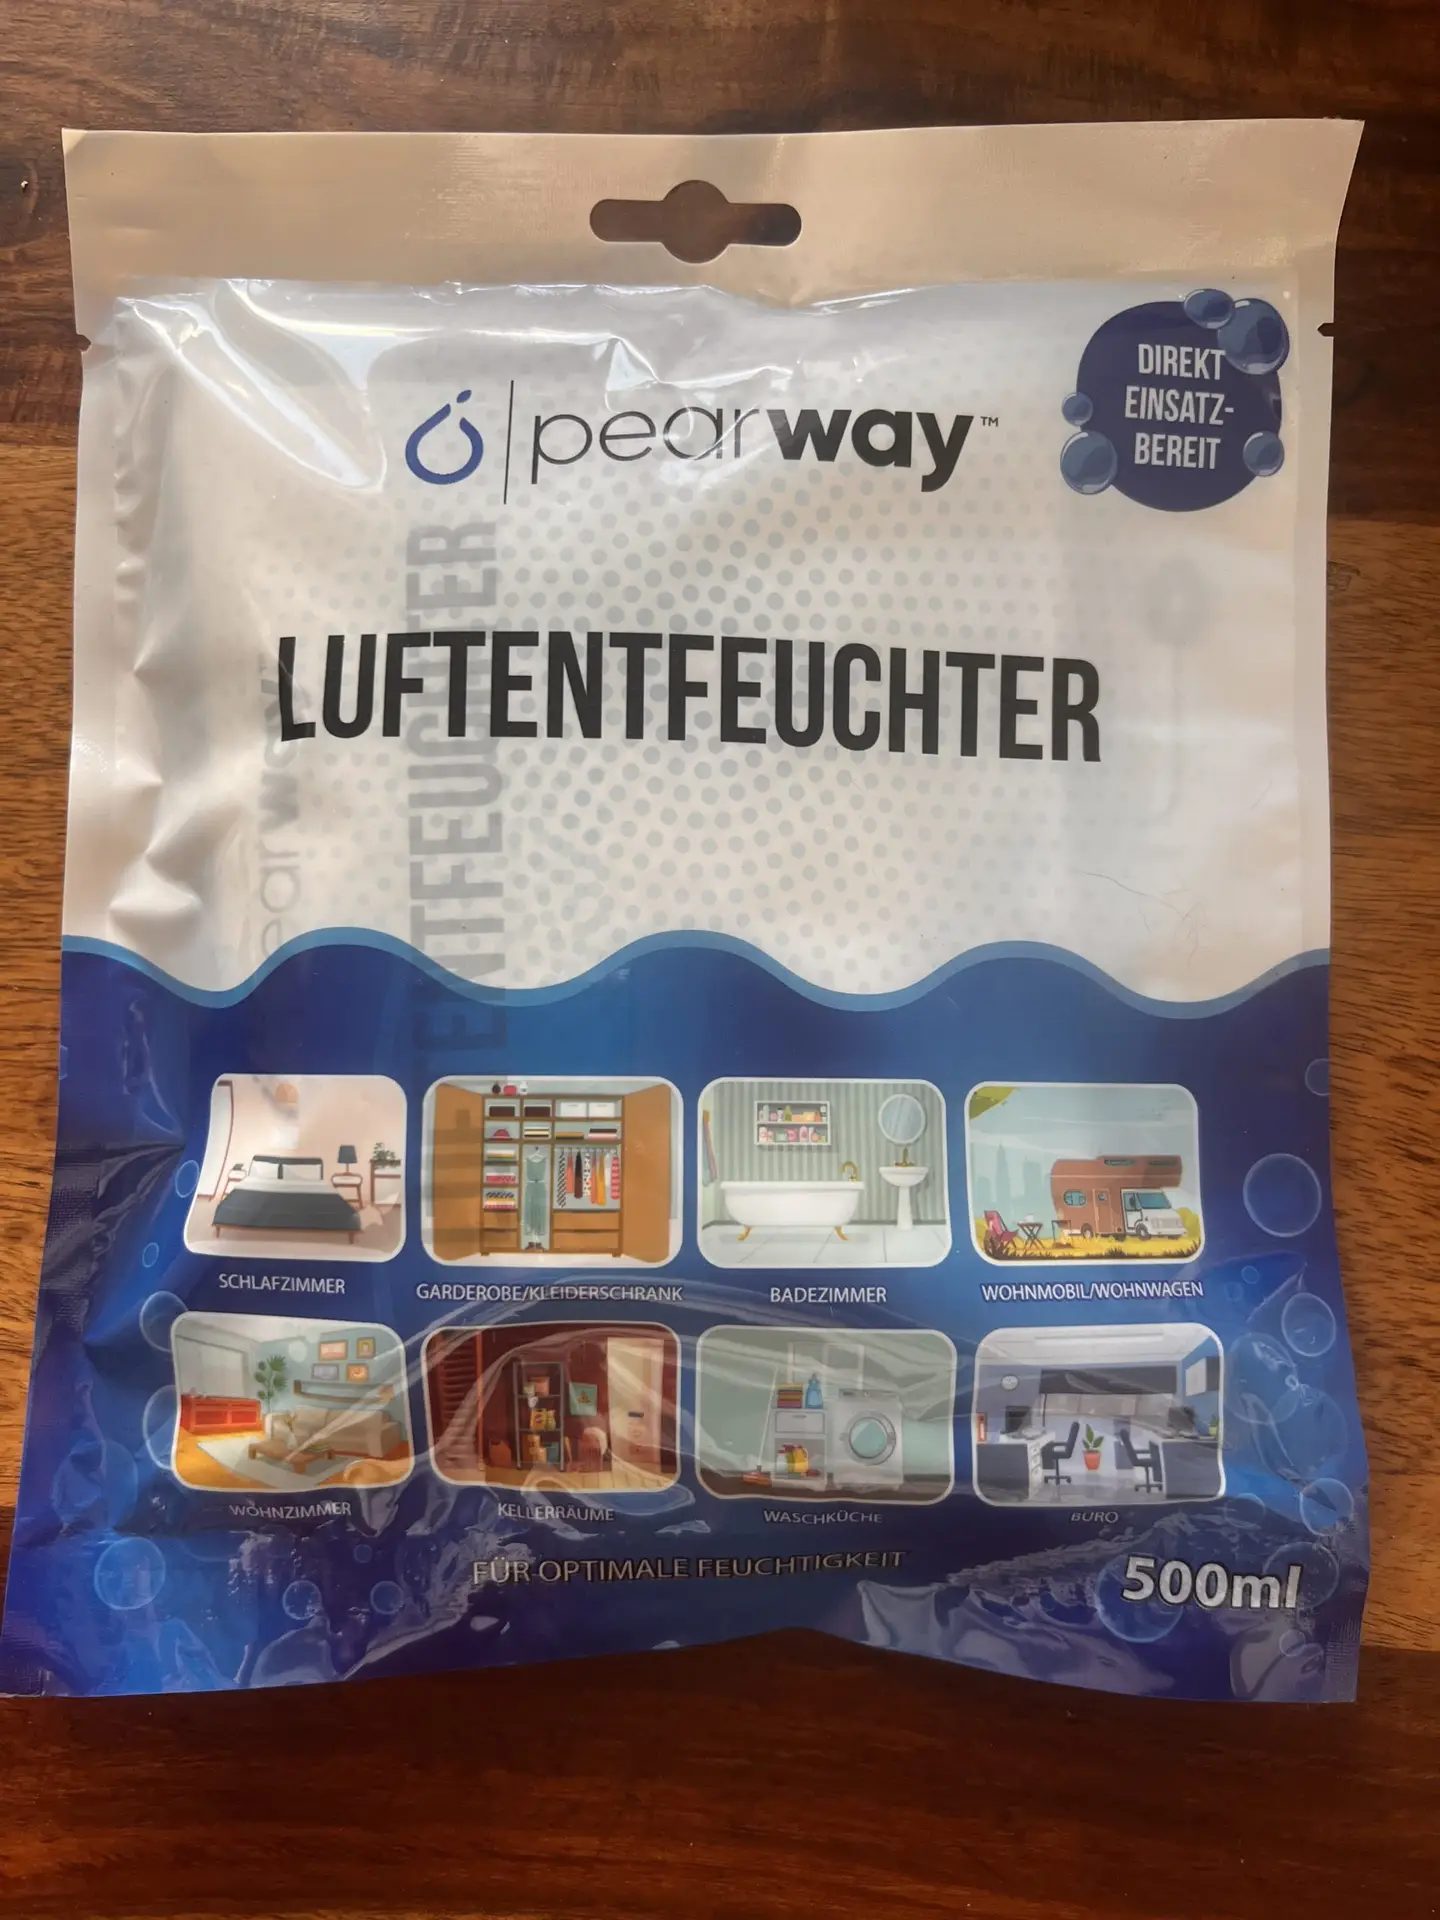 pearway™
DIREKT
EINSATZ-
BEREIT
LUFTENTFEUCHTER
SCHLAFZIMMER
GARDEROBE/KLEIDERSCHRANK
BADEZIMMER
WOHNMOBIL/WOHNWAGEN
WOHNZIMMER
KELLERRÄUME
WASCHKÜCHE
BÜRO
FÜR OPTIMALE FEUCHTIGKEIT
500ml